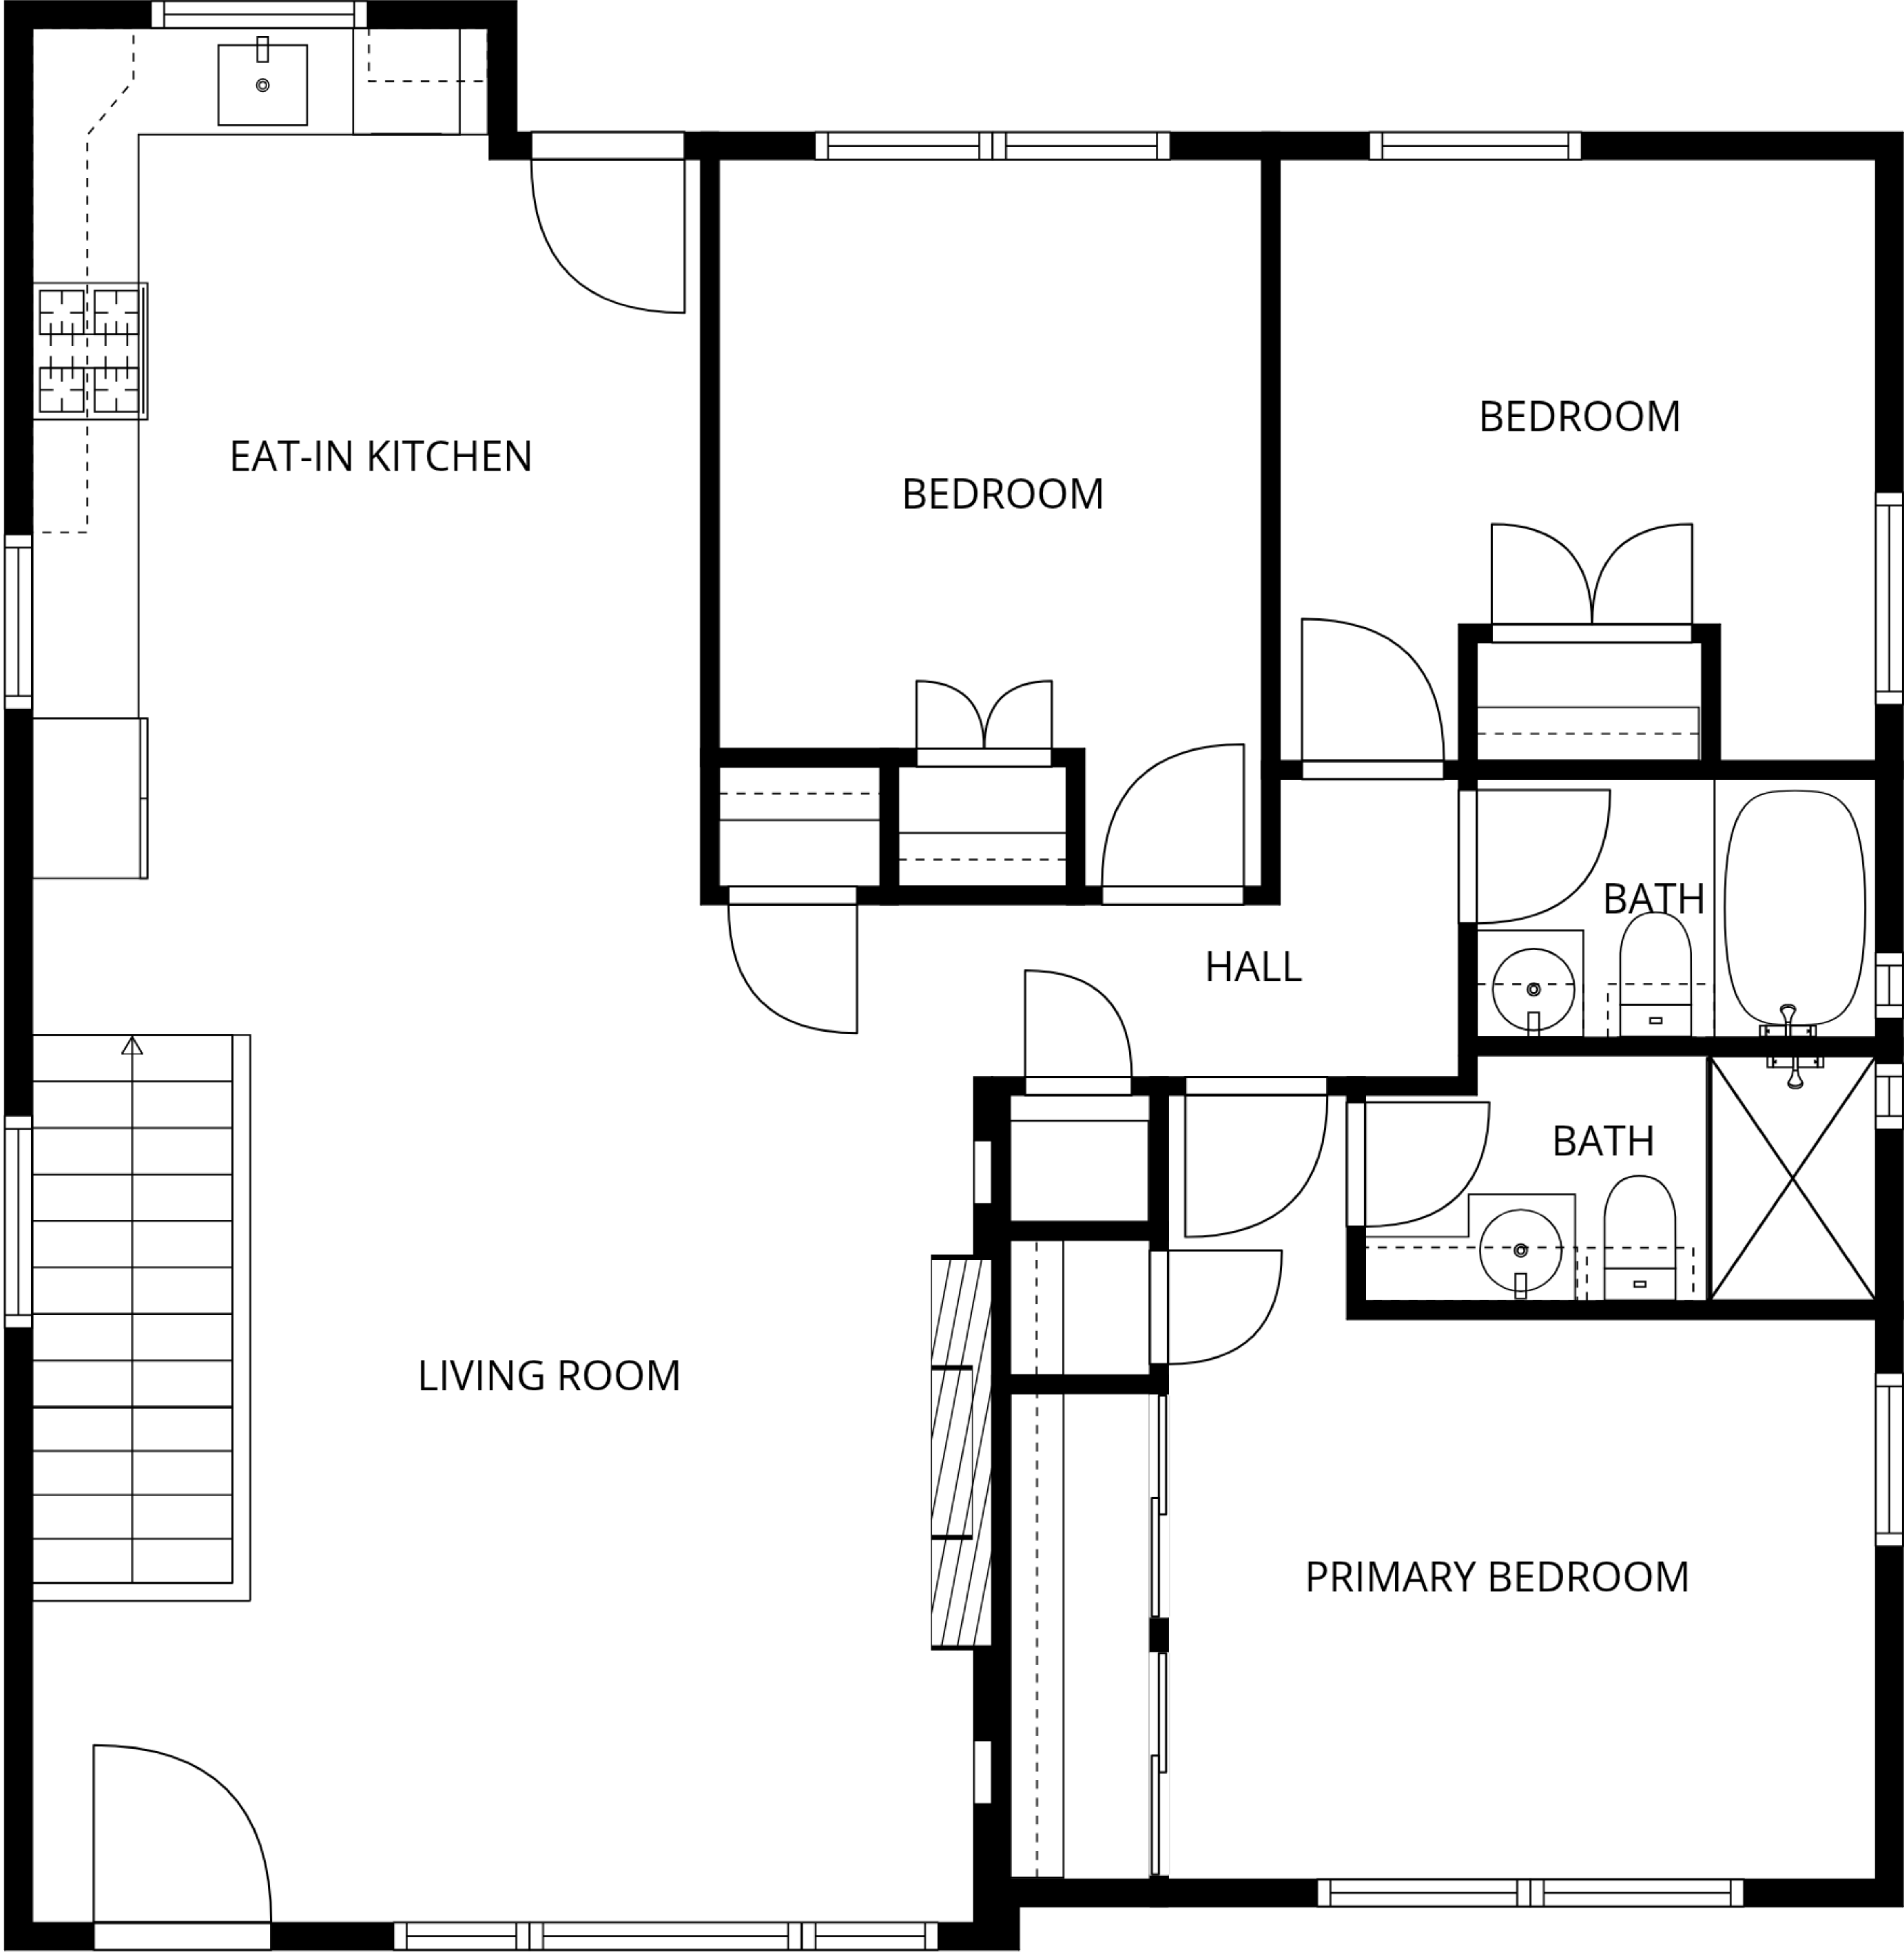 BEDROOM
EAT-IN KITCHEN
BEDROOM
BATH
HALL
BATH
LIVING ROOM
PRIMARY BEDROOM